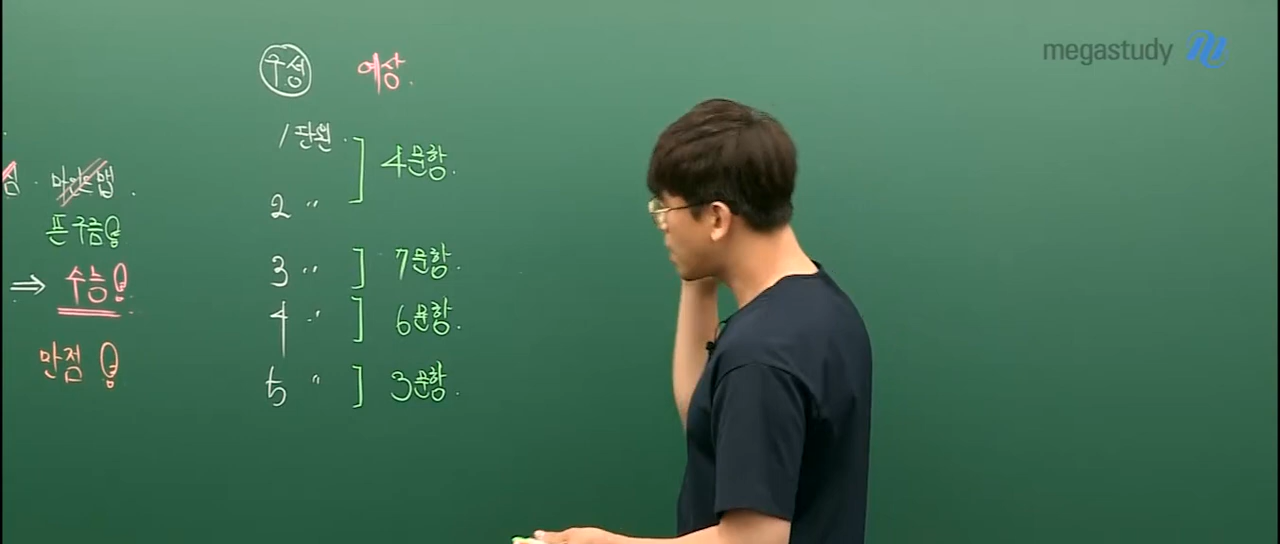 megastudy
구성 예상.
1단원.
4문항.
2 〃
3 〃 7문항.
4 〃 6문항.
5 〃 3문항.
마인드맵.
푼 구름
⇒ 수능!
만점!